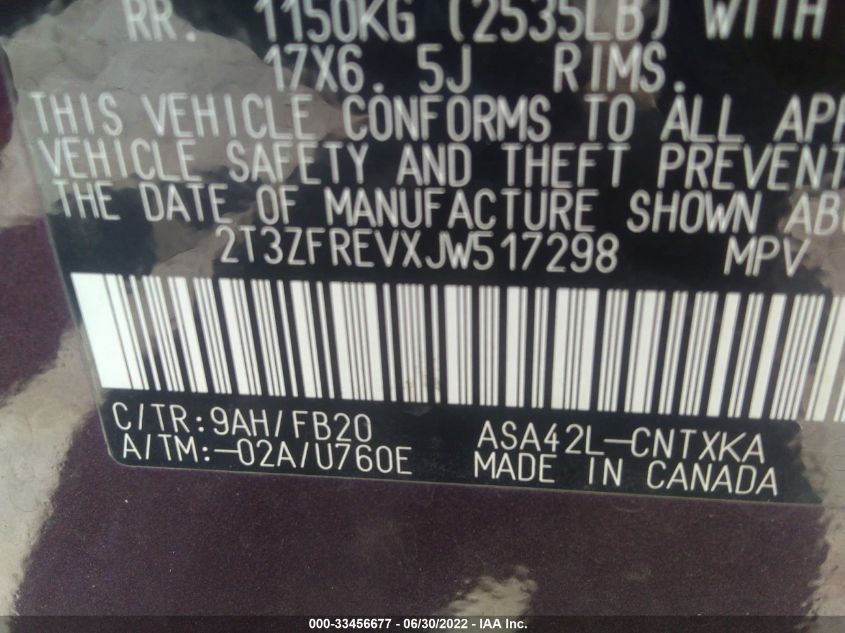 RR. 1150KG (2535LB) WITH
17X6. 5J RIMS.
THIS VEHICLE CONFORMS TO ALL
VEHICLE SAFETY AND THEFT PREVENT
THE DATE OF MANUFACTURE SHOWN
2T3ZFREVXJW517298 MPV
C/TR:9AH/FB20 ASA42L-CNTXKA
A/TM:-02A/U760E MADE IN CANADA
000-33456677 - 06/30/2022 - IAA Inc.